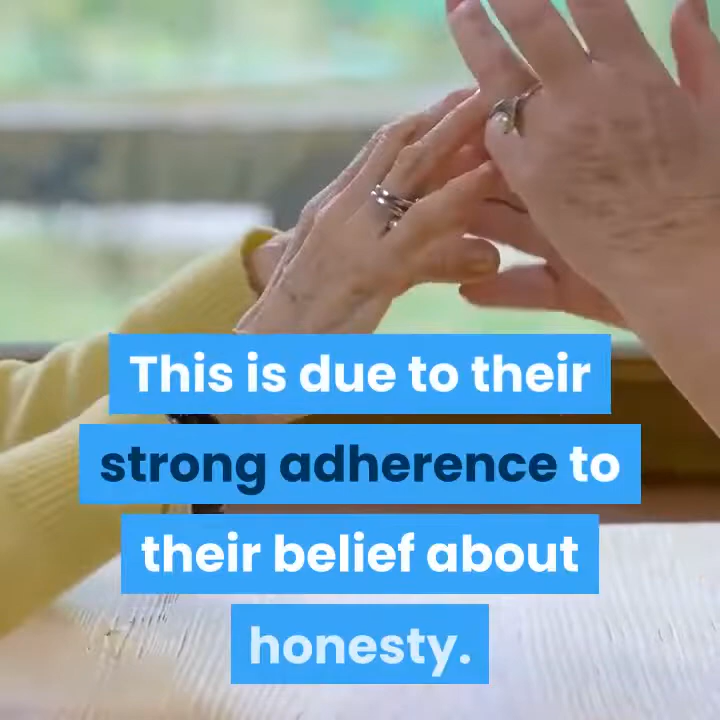 This is due to their
strong adherence to
their belief about
honesty.